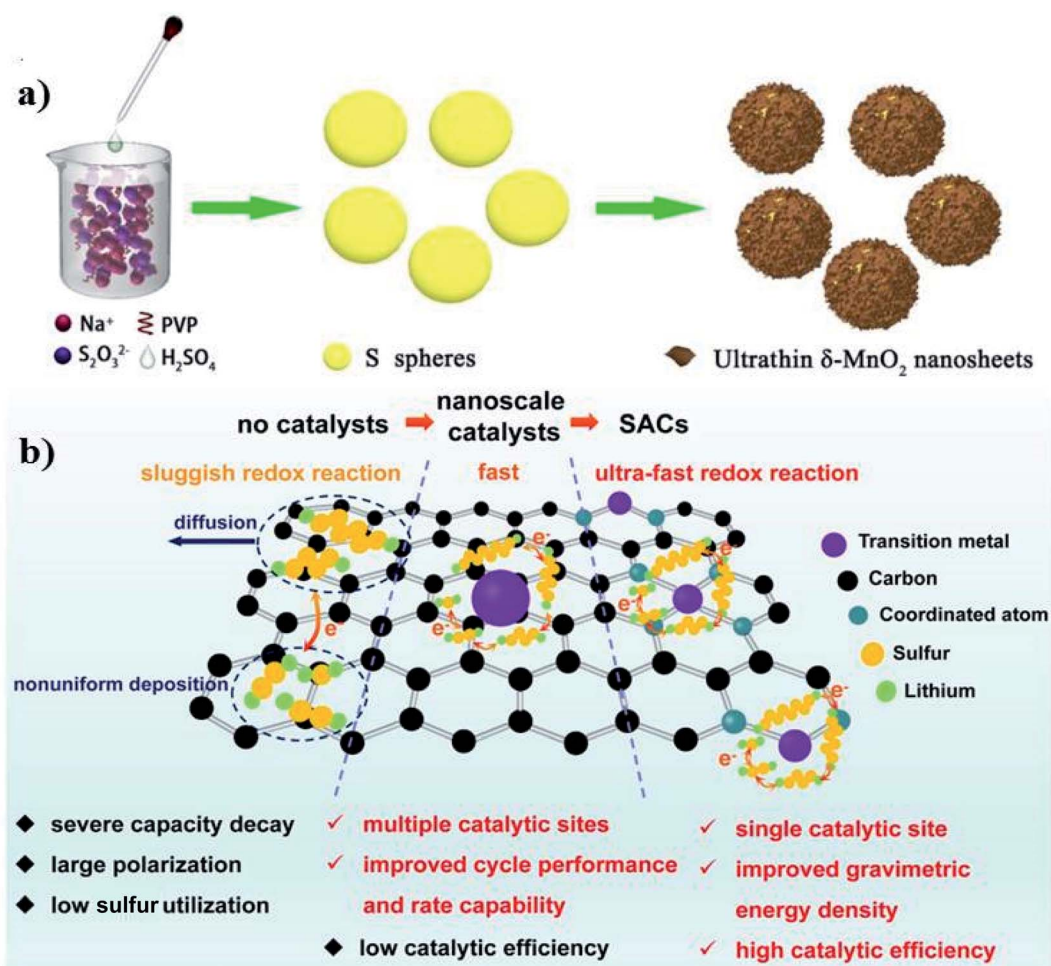 a)
Na⁺ PVP
S₂O₃²⁻ H₂SO₄
S spheres
Ultrathin δ-MnO₂ nanosheets
b)
no catalysts
nanoscale
catalysts
SACs
sluggish redox reaction
fast
ultra-fast redox reaction
diffusion
e⁻
nonuniform deposition
e⁻
e⁻
e⁻
e⁻
e⁻
e⁻
Transition metal
Carbon
Coordinated atom
Sulfur
Lithium
◆ severe capacity decay
◆ large polarization
◆ low sulfur utilization
✓ multiple catalytic sites
✓ improved cycle performance
and rate capability
◆ low catalytic efficiency
✓ single catalytic site
✓ improved gravimetric
energy density
✓ high catalytic efficiency